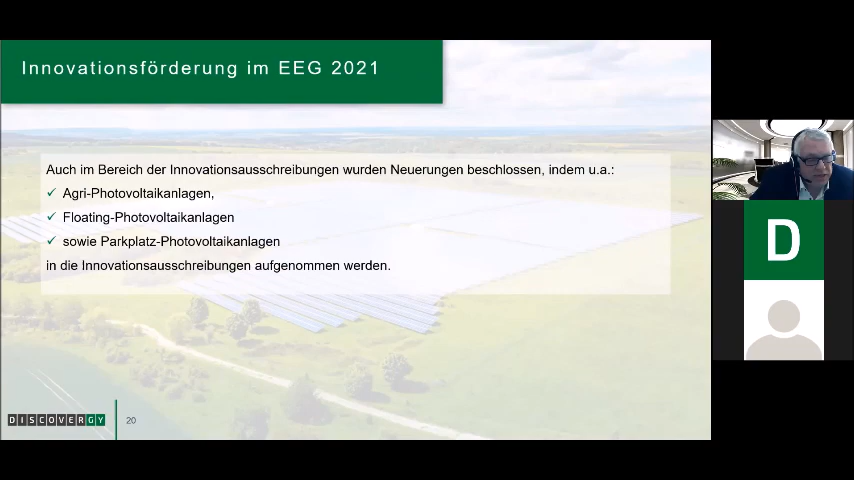 Innovationsförderung im EEG 2021
Auch im Bereich der Innovationsausschreibungen wurden Neuerungen beschlossen, indem u.a.:
✓ Agri-Photovoltaikanlagen,
✓ Floating-Photovoltaikanlagen
✓ sowie Parkplatz-Photovoltaikanlagen
in die Innovationsausschreibungen aufgenommen werden.
DISCOVERGY
20
D